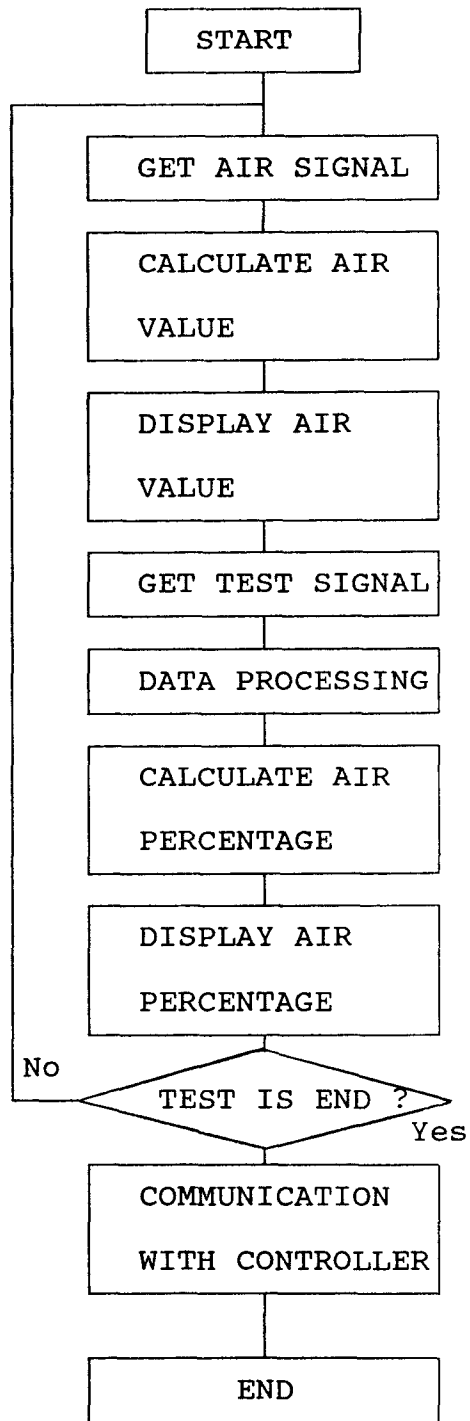 START
GET AIR SIGNAL
CALCULATE AIR
VALUE
DISPLAY AIR
VALUE
GET TEST SIGNAL
DATA PROCESSING
CALCULATE AIR
PERCENTAGE
DISPLAY AIR
PERCENTAGE
No
TEST IS END ?
Yes
COMMUNICATION
WITH CONTROLLER
END